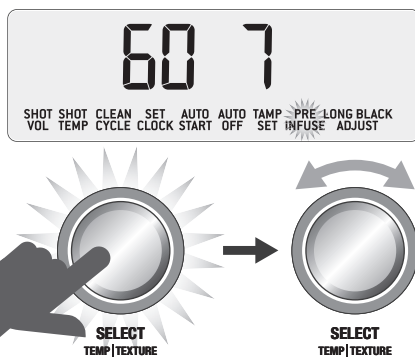 60 7
SHOT SHOT CLEAN SET AUTO AUTO TAMP PRE LONG BLACK
VOL TEMP CYCLE CLOCK START OFF SET INFUSE ADJUST
SELECT SELECT
TEMP|TEXTURE TEMP|TEXTURE